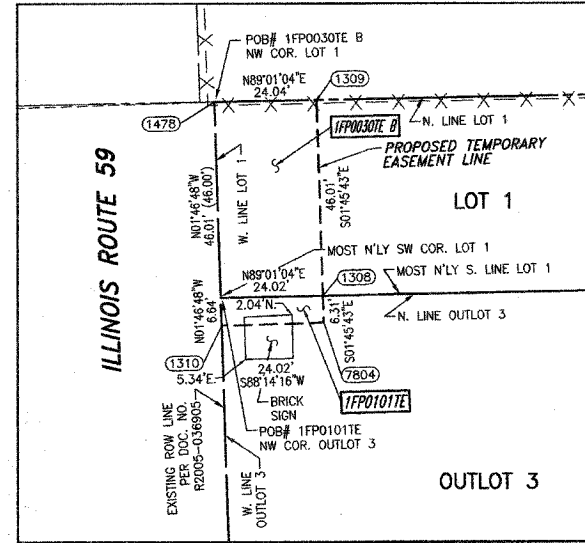 POB# 1FP0030TE B
NW COR. LOT 1
N89°01'04"E
24.04'
1309
1478
1FP0030TE B
N. LINE LOT 1
PROPOSED TEMPORARY
EASEMENT LINE
ILLINOIS ROUTE 59
N01°46'48"W
46.01' (46.00')
W. LINE LOT 1
46.01'
S01°45'43"E
LOT 1
MOST N'LY SW COR. LOT 1
N89°01'04"E
24.02'
1308
MOST N'LY S. LINE LOT 1
N01°46'48"W
6.64'
2.04'N.
6.31'
S01°45'43"E
N. LINE OUTLOT 3
1310
5.34'E.
24.02'
S88°14'16"W
7804
BRICK
SIGN
1FP0101TE
POB# 1FP0101TE
NW COR. OUTLOT 3
EXISTING ROW LINE
PER DOC. NO.
R2005-036905
W. LINE
OUTLOT 3
OUTLOT 3